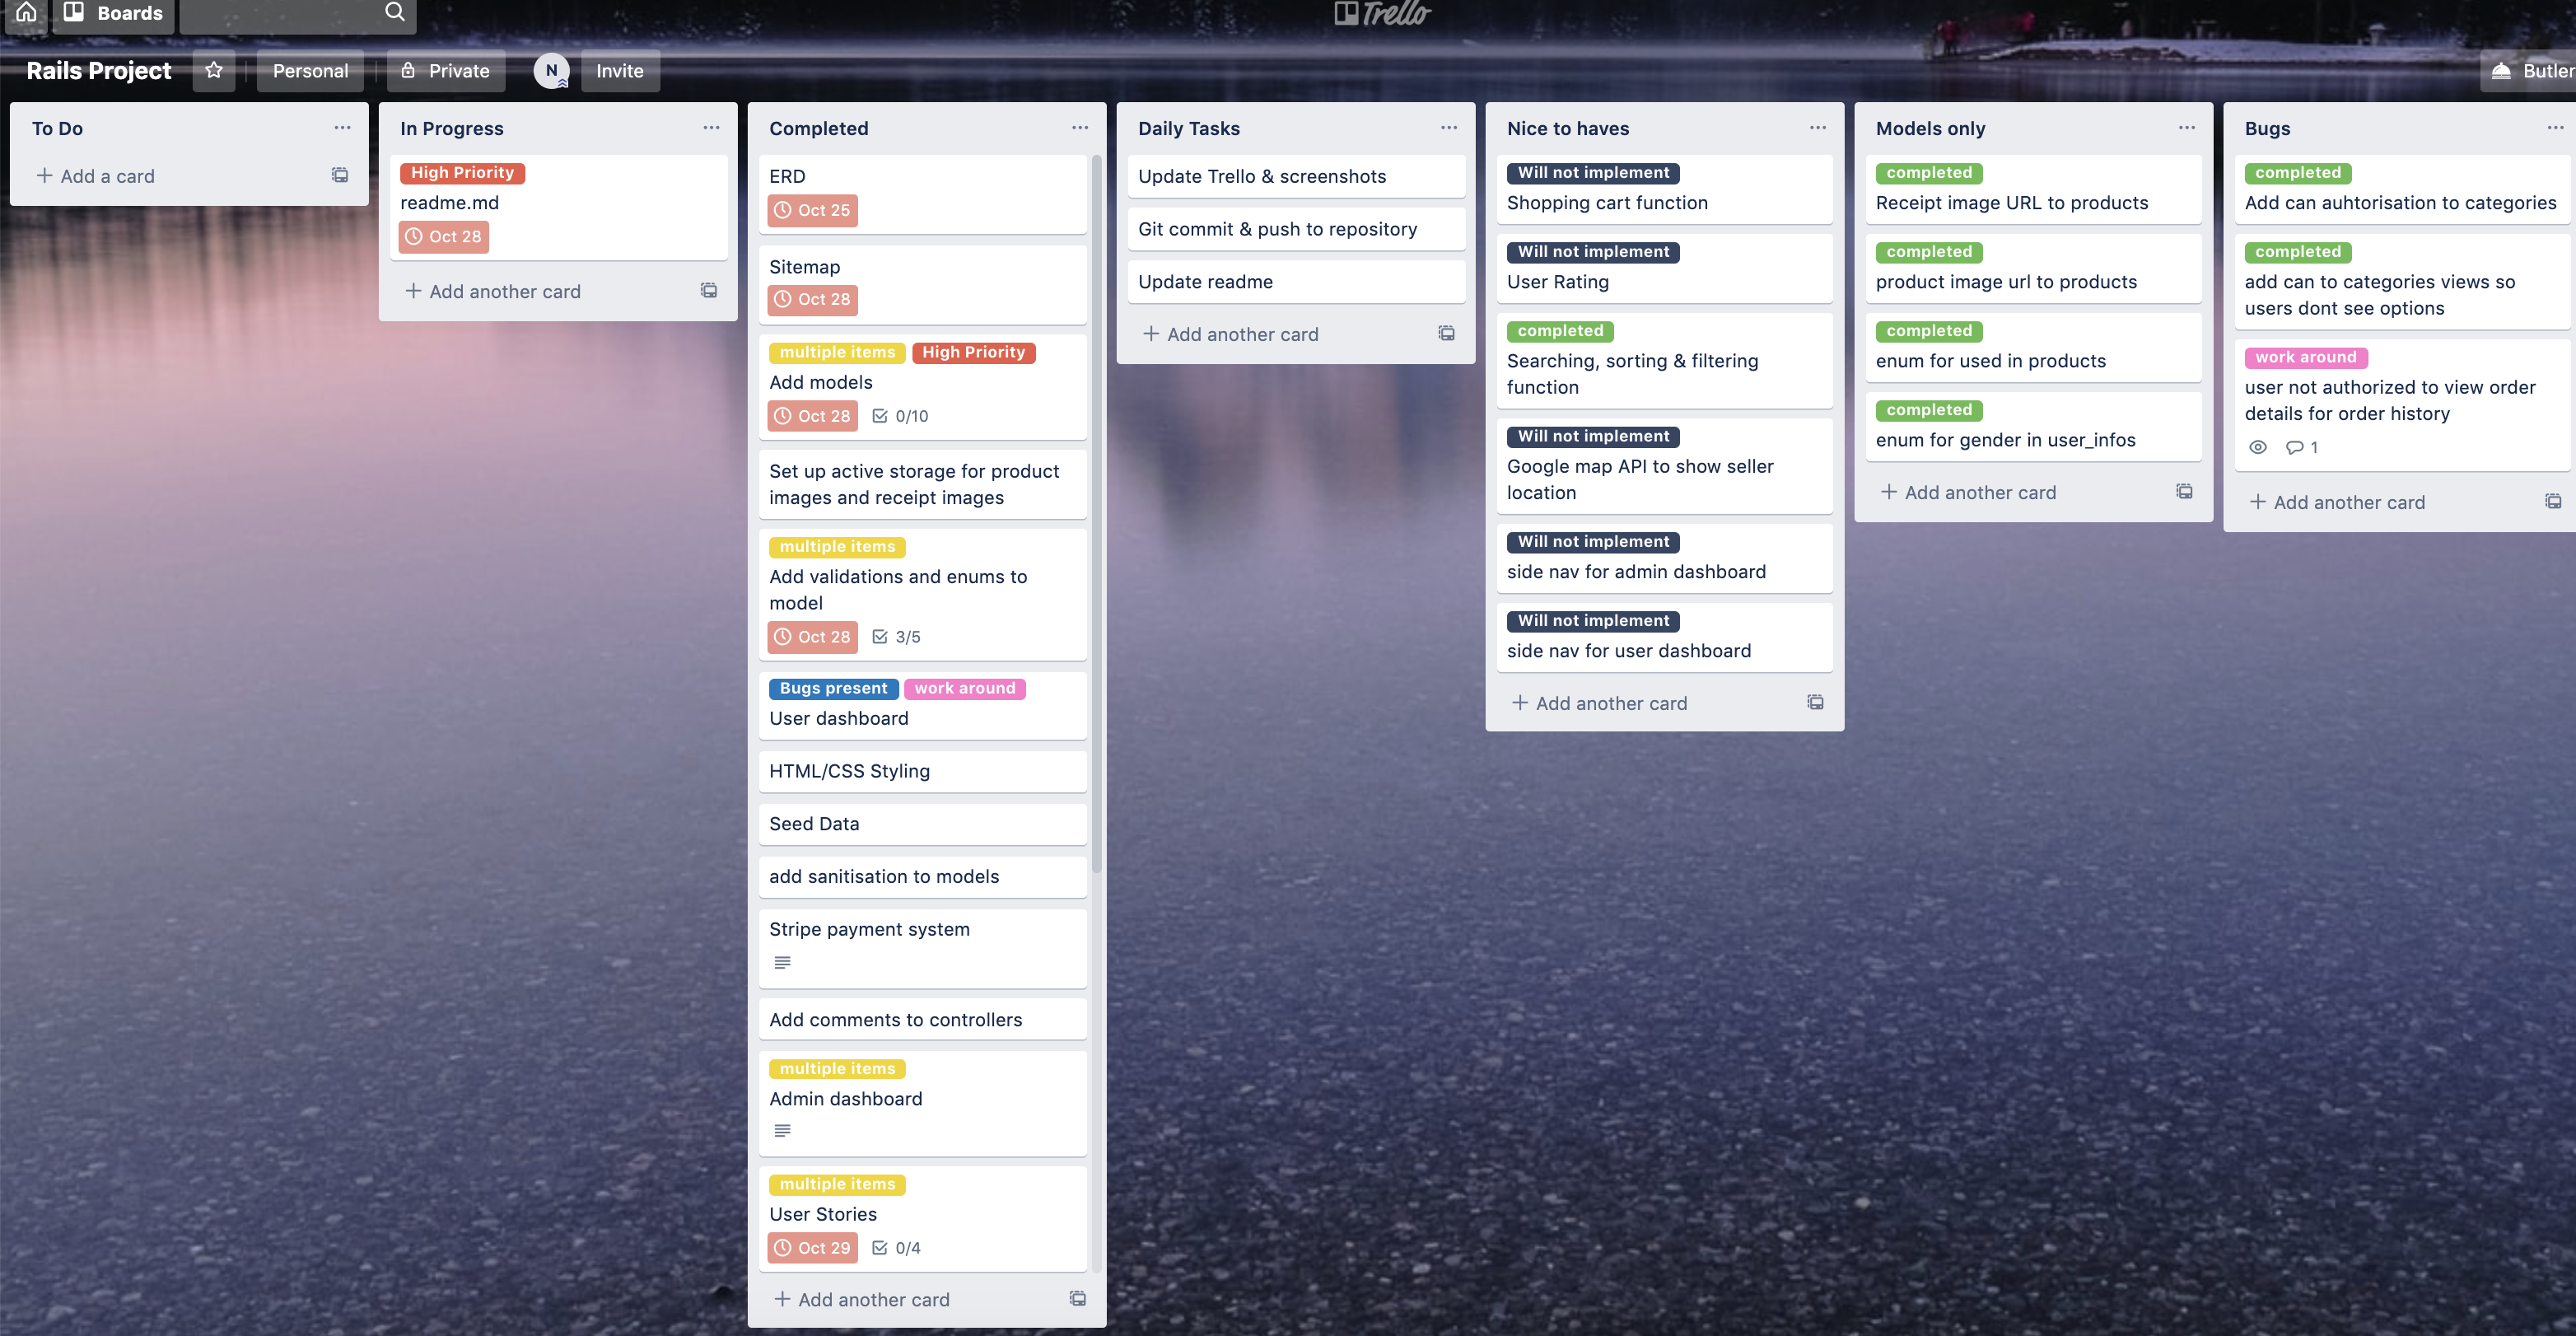 Boards
Trello
Rails Project
Personal
Private
N
Invite
Butler
To Do
Add a card
In Progress
High Priority
readme.md
Oct 28
Add another card
Completed
ERD
Oct 25
Sitemap
Oct 28
multiple items High Priority
Add models
Oct 28 0/10
Set up active storage for product
images and receipt images
multiple items
Add validations and enums to
model
Oct 28 3/5
Bugs present work around
User dashboard
HTML/CSS Styling
Seed Data
add sanitisation to models
Stripe payment system
Add comments to controllers
multiple items
Admin dashboard
multiple items
User Stories
Oct 29 0/4
Add another card
Daily Tasks
Update Trello & screenshots
Git commit & push to repository
Update readme
Add another card
Nice to haves
Will not implement
Shopping cart function
Will not implement
User Rating
completed
Searching, sorting & filtering
function
Will not implement
Google map API to show seller
location
Will not implement
side nav for admin dashboard
Will not implement
side nav for user dashboard
Add another card
Models only
completed
Receipt image URL to products
completed
product image url to products
completed
enum for used in products
completed
enum for gender in user_infos
Add another card
Bugs
completed
Add can auhtorisation to categories
completed
add can to categories views so
users dont see options
work around
user not authorized to view order
details for order history
1
Add another card